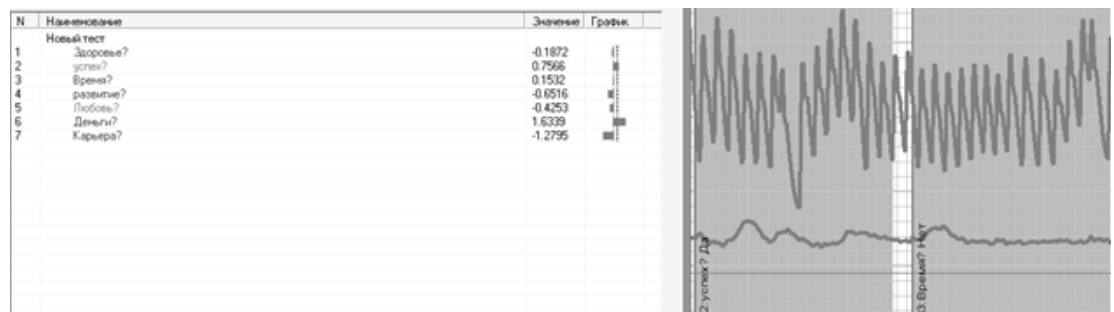 N Наименование Значение График
Новый тест
1 Здоровье? -0.1872
2 успех? 0.7566
3 Время? 0.1532
4 развитие? -0.6516
5 Любовь? -0.4253
6 Деньги? 1.6339
7 Карьера? -1.2795
2:успех? Да
3:Время? Нет